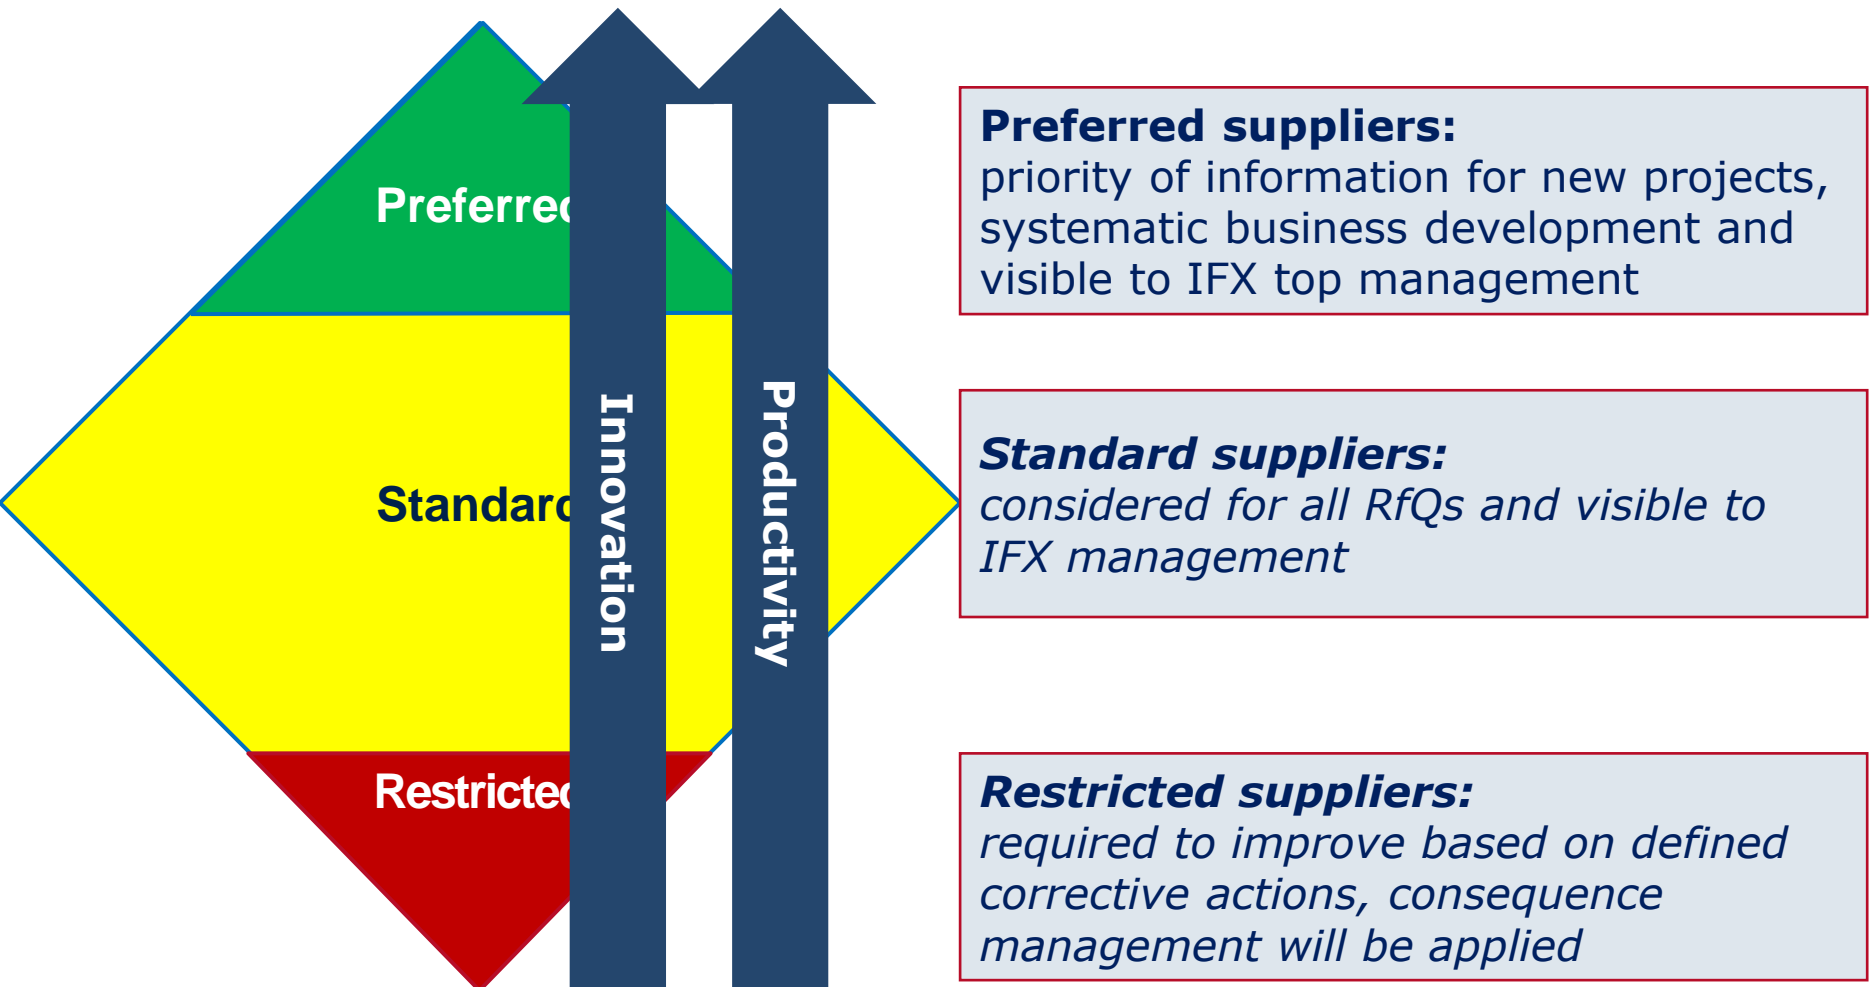 Preferred
Standard
Restricted
Innovation
Productivity
Preferred suppliers:
priority of information for new projects,
systematic business development and
visible to IFX top management
Standard suppliers:
considered for all RfQs and visible to
IFX management
Restricted suppliers:
required to improve based on defined
corrective actions, consequence
management will be applied